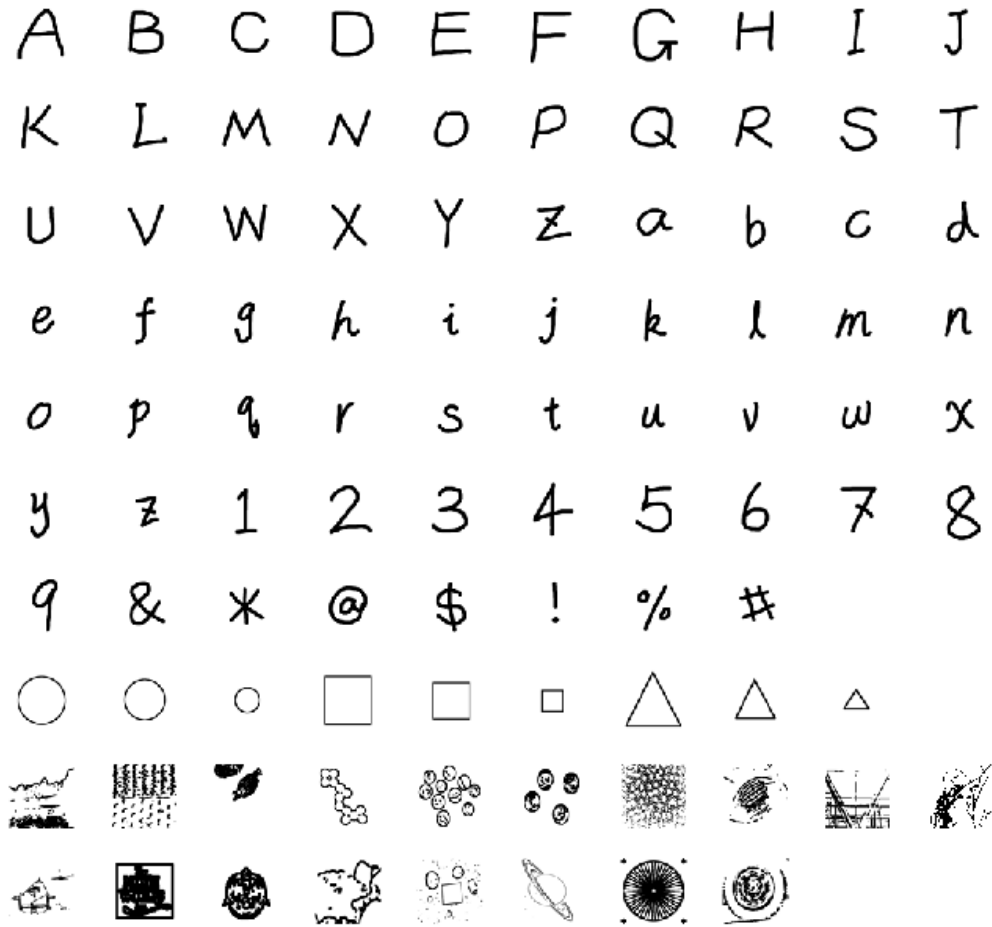 A B C D E F G H I J
K L M N O P Q R S T
U V W X Y Z a b c d
e f g h i j k l m n
o p q r s t u v w x
y z 1 2 3 4 5 6 7 8
9 & * @ $ ! % #